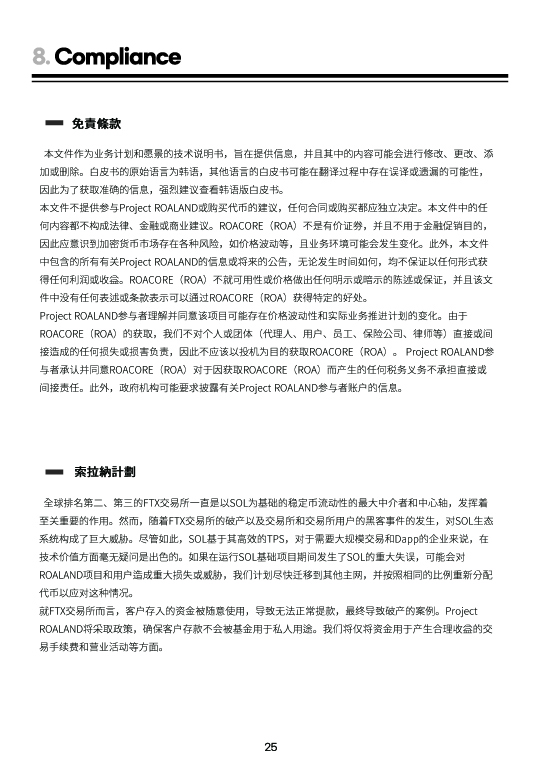 8. Compliance
免責條款
本文件作为业务计划和愿景的技术说明书，旨在提供信息，并且其中的内容可能会进行修改、更改、添
加或删除。白皮书的原始语言为韩语，其他语言的白皮书可能在翻译过程中存在误译或遗漏的可能性，
因此为了获取准确的信息，强烈建议查看韩语版白皮书。
本文件不提供参与Project ROALAND或购买代币的建议，任何合同或购买都应独立决定。本文件中的任
何内容都不构成法律、金融或商业建议。ROACORE（ROA）不是有价证券，并且不用于金融促销目的，
因此应意识到加密货币市场存在各种风险，如价格波动等，且业务环境可能会发生变化。此外，本文件
中包含的所有有关Project ROALAND的信息或将来的公告，无论发生时间如何，均不保证以任何形式获
得任何利润或收益。ROACORE（ROA）不就可用性或价格做出任何明示或暗示的陈述或保证，并且该文
件中没有任何表述或条款表示可以通过ROACORE（ROA）获得特定的好处。
Project ROALAND参与者理解并同意该项目可能存在价格波动性和实际业务推进计划的变化。由于
ROACORE（ROA）的获取，我们不对个人或团体（代理人、用户、员工、保险公司、律师等）直接或间
接造成的任何损失或损害负责，因此不应该以投机为目的获取ROACORE（ROA）。 Project ROALAND参
与者承认并同意ROACORE（ROA）对于因获取ROACORE（ROA）而产生的任何税务义务不承担直接或
间接责任。此外，政府机构可能要求披露有关Project ROALAND参与者账户的信息。
索拉納計劃
全球排名第二、第三的FTX交易所一直是以SOL为基础的稳定币流动性的最大中介者和中心轴，发挥着
至关重要的作用。然而，随着FTX交易所的破产以及交易所和交易所用户的黑客事件的发生，对SOL生态
系统构成了巨大威胁。尽管如此，SOL基于其高效的TPS，对于需要大规模交易和Dapp的企业来说，在
技术价值方面毫无疑问是出色的。如果在运行SOL基础项目期间发生了SOL的重大失误，可能会对
ROALAND项目和用户造成重大损失或威胁，我们计划尽快迁移到其他主网，并按照相同的比例重新分配
代币以应对这种情况。
就FTX交易所而言，客户存入的资金被随意使用，导致无法正常提款，最终导致破产的案例。Project
ROALAND将采取政策，确保客户存款不会被基金用于私人用途。我们将仅将资金用于产生合理收益的交
易手续费和营业活动等方面。
25